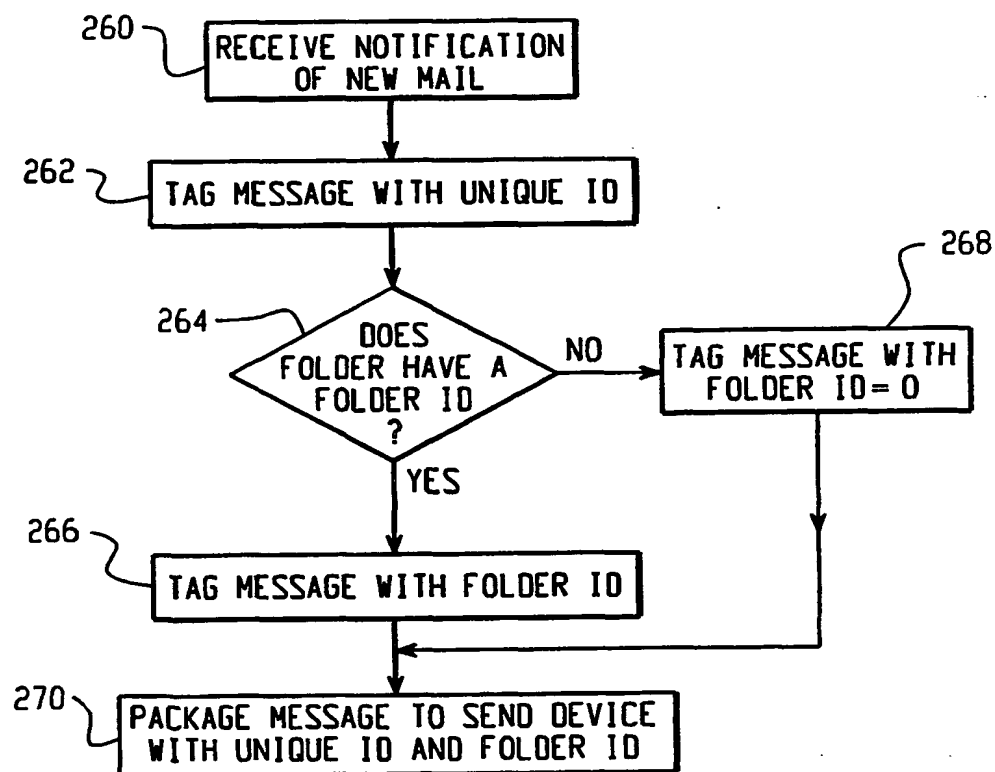 260
RECEIVE NOTIFICATION
OF NEW MAIL
262
TAG MESSAGE WITH UNIQUE ID
264
DOES
FOLDER HAVE A
FOLDER ID
?
NO
268
TAG MESSAGE WITH
FOLDER ID=0
YES
266
TAG MESSAGE WITH FOLDER ID
270
PACKAGE MESSAGE TO SEND DEVICE
WITH UNIQUE ID AND FOLDER ID